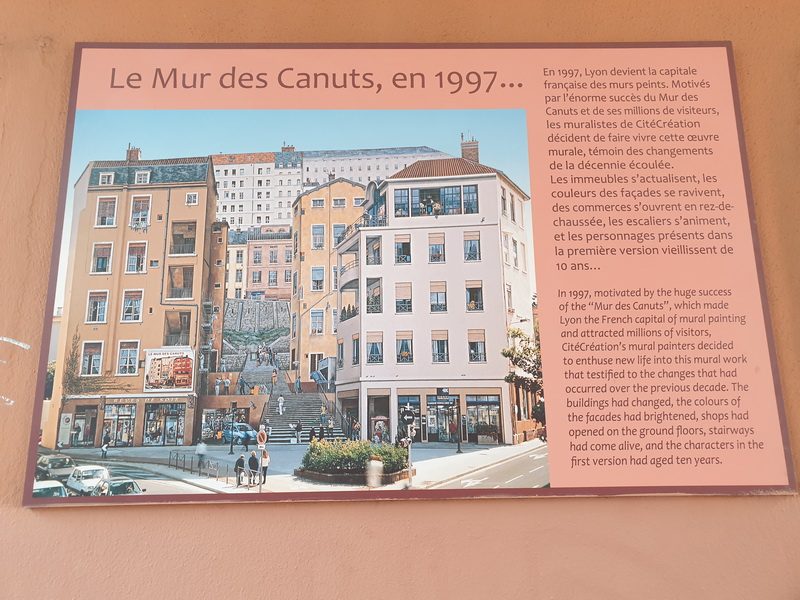 Le Mur des Canuts, en 1997...
En 1997, Lyon devient la capitale
française des murs peints. Motivés
par l'énorme succès du Mur des
Canuts et de ses millions de visiteurs,
les muralistes de CitéCréation
décident de faire vivre cette œuvre
murale, témoin des changements
de la décennie écoulée.
Les immeubles s'actualisent, les
couleurs des façades se ravivent,
des commerces s'ouvrent en rez-de-
chaussée, les escaliers s'animent,
et les personnages présents dans
la première version vieillissent de
10 ans...
In 1997, motivated by the huge success
of the "Mur des Canuts", which made
Lyon the French capital of mural painting
and attracted millions of visitors,
CitéCréation's mural painters decided
to enthuse new life into this mural work
that testified to the changes that had
occurred over the previous decade. The
buildings had changed, the colours of
the facades had brightened, shops had
opened on the ground floors, stairways
had come alive, and the characters in the
first version had aged ten years.
LE MUR DES CANUTS